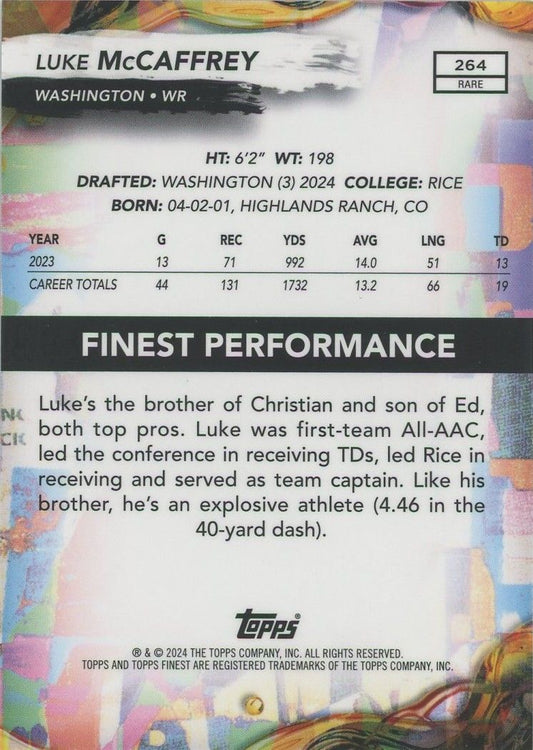 LUKE McCAFFREY
WASHINGTON • WR
264
RARE
HT: 6'2" WT: 198
DRAFTED: WASHINGTON (3) 2024 COLLEGE: RICE
BORN: 04-02-01, HIGHLANDS RANCH, CO
YEAR G REC YDS AVG LNG TD
2023 13 71 992 14.0 51 13
CAREER TOTALS 44 131 1732 13.2 66 19
FINEST PERFORMANCE
Luke's the brother of Christian and son of Ed,
both top pros. Luke was first-team All-AAC,
led the conference in receiving TDs, led Rice in
receiving and served as team captain. Like his
brother, he's an explosive athlete (4.46 in the
40-yard dash).
TOPPS®
® & © 2024 THE TOPPS COMPANY, INC. ALL RIGHTS RESERVED.
TOPPS AND TOPPS FINEST ARE REGISTERED TRADEMARKS OF THE TOPPS COMPANY, INC.